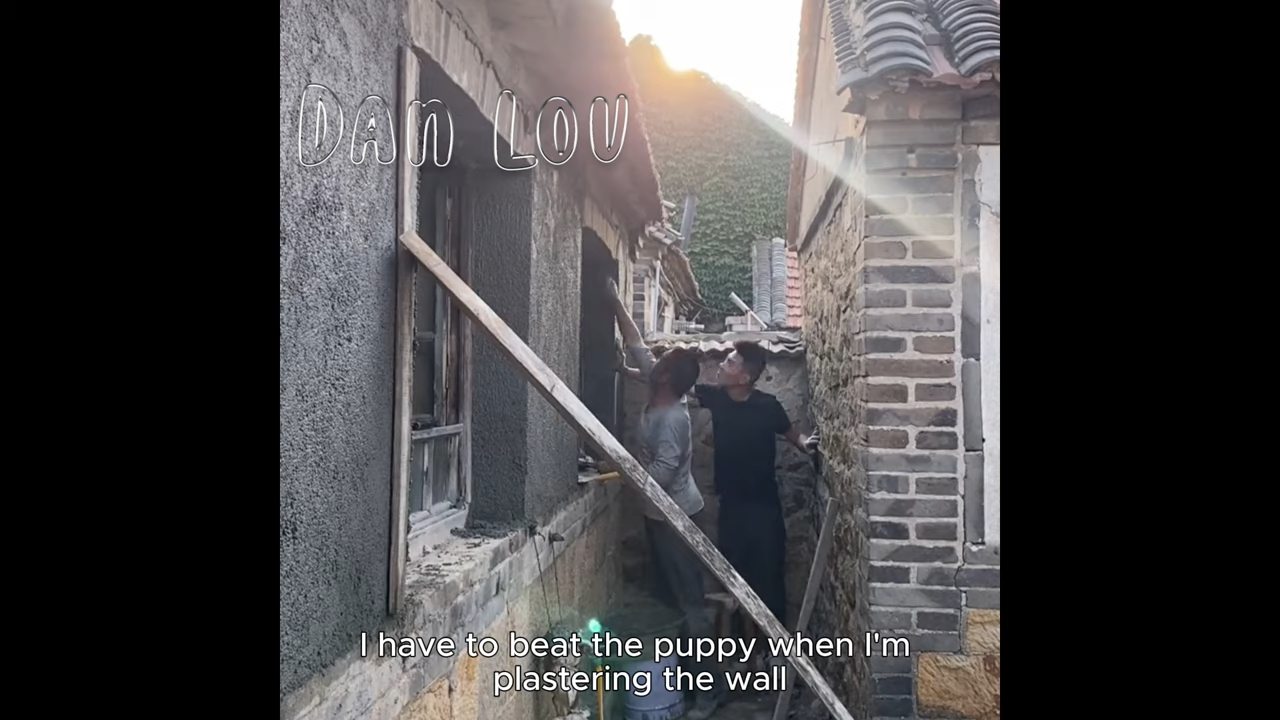 Dan Lou
I have to beat the puppy when I'm
plastering the wall